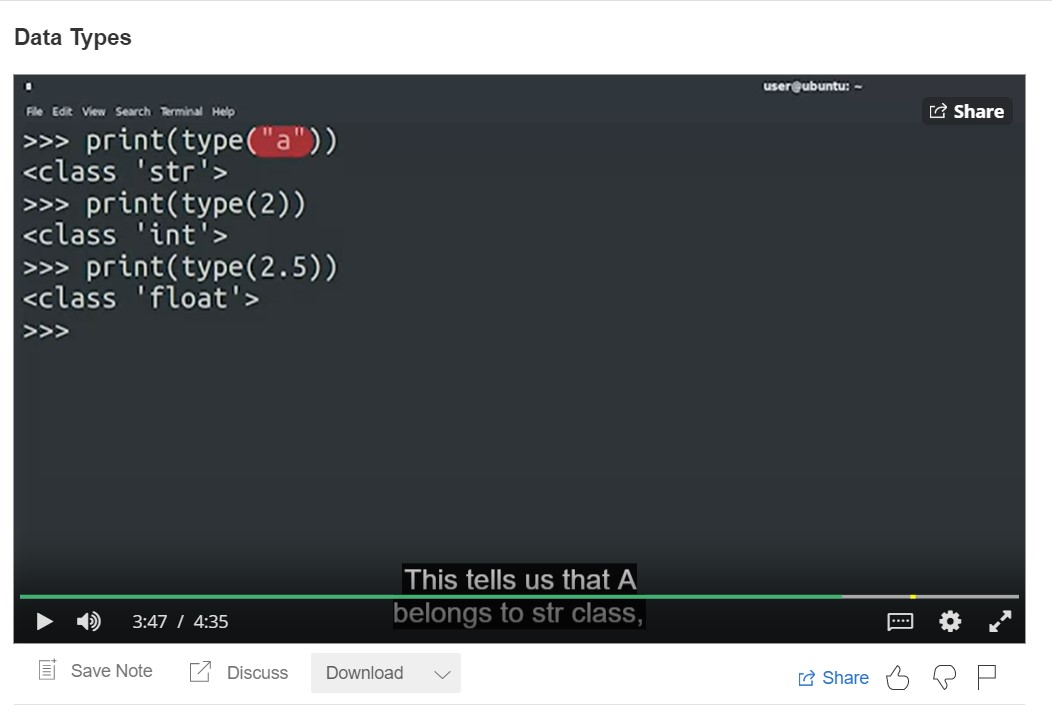 Data Types
user@ubuntu: ~
File Edit View Search Terminal Help
Share
>>> print(type("a"))
<class 'str'>
>>> print(type(2))
<class 'int'>
>>> print(type(2.5))
<class 'float'>
>>>
This tells us that A
belongs to str class,
3:47 / 4:35
Save Note Discuss Download Share